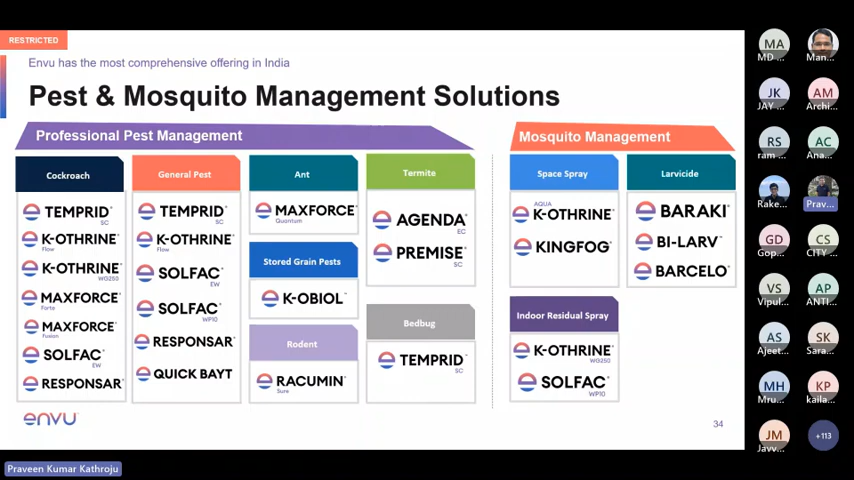 RESTRICTED
Envu has the most comprehensive offering in India
Pest & Mosquito Management Solutions
Professional Pest Management
Cockroach
TEMPRID
SC
K-OTHRINE
Flow
K-OTHRINE
WG250
MAXFORCE
Forte
MAXFORCE
Fusion
SOLFAC
EW
RESPONSAR
General Pest
TEMPRID
SC
K-OTHRINE
Flow
SOLFAC
EW
SOLFAC
WP10
RESPONSAR
QUICK BAYT
Ant
MAXFORCE
Quantum
Stored Grain Pests
K-OBIOL
Rodent
RACUMIN
Sure
Termite
AGENDA
EC
PREMISE
SC
Bedbug
TEMPRID
SC
Mosquito Management
Space Spray
AQUA
K-OTHRINE
KINGFOG
Larvicide
BARAKI
BI-LARV
BARCELO
Indoor Residual Spray
K-OTHRINE
WG250
SOLFAC
WP10
envu
34
MA
MD ...
Man...
JK
JAY ...
AM
Archi...
RS
ram ...
AC
Ana...
Rake...
Prav...
GD
Gop...
CS
CITY ...
VS
Vipul...
AP
ANTI...
AS
Ajeet...
SK
Sara...
MH
Mru...
KP
kaila...
JM
Javv...
+113
Praveen Kumar Kathroju